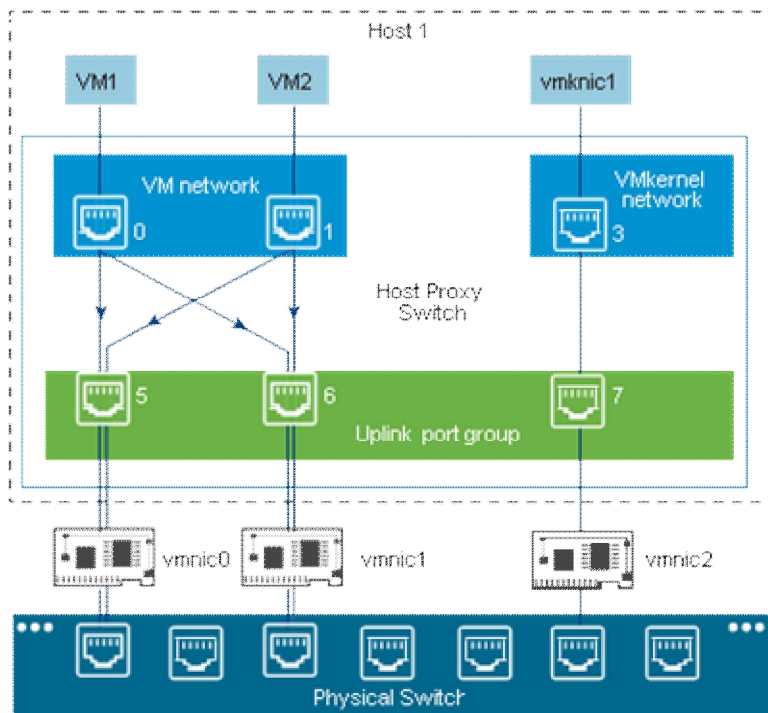 Host 1
VM1
VM2
vmknic1
VM network
VMkernel
network
0
1
3
Host Proxy
Switch
5
6
7
Uplink port group
vmnic0
vmnic1
vmnic2
Physical Switch